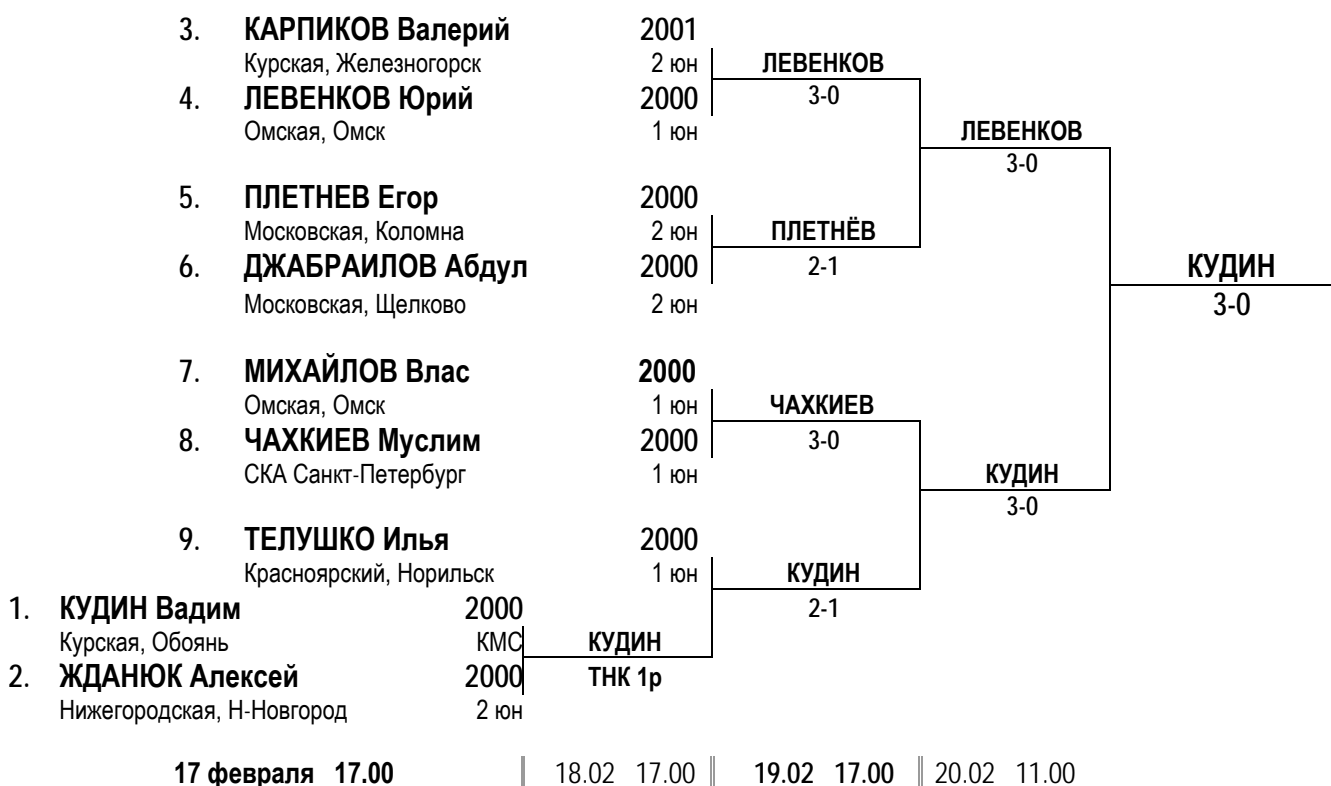 3. КАРПИКОВ Валерий 2001
Курская, Железногорск 2 юн ЛЕВЕНКОВ
4. ЛЕВЕНКОВ Юрий 2000 3-0
Омская, Омск 1 юн ЛЕВЕНКОВ
3-0
5. ПЛЕТНЕВ Егор 2000
Московская, Коломна 2 юн ПЛЕТНЁВ
6. ДЖАБРАИЛОВ Абдул 2000 2-1 КУДИН
Московская, Щелково 2 юн 3-0
7. МИХАЙЛОВ Влас 2000
Омская, Омск 1 юн ЧАХКИЕВ
8. ЧАХКИЕВ Муслим 2000 3-0
СКА Санкт-Петербург 1 юн КУДИН
3-0
9. ТЕЛУШКО Илья 2000
Красноярский, Норильск 1 юн КУДИН
1. КУДИН Вадим 2000 2-1
Курская, Обоянь КМС КУДИН
2. ЖДАНЮК Алексей 2000 ТНК 1р
Нижегородская, Н-Новгород 2 юн
17 февраля 17.00 18.02 17.00 19.02 17.00 20.02 11.00